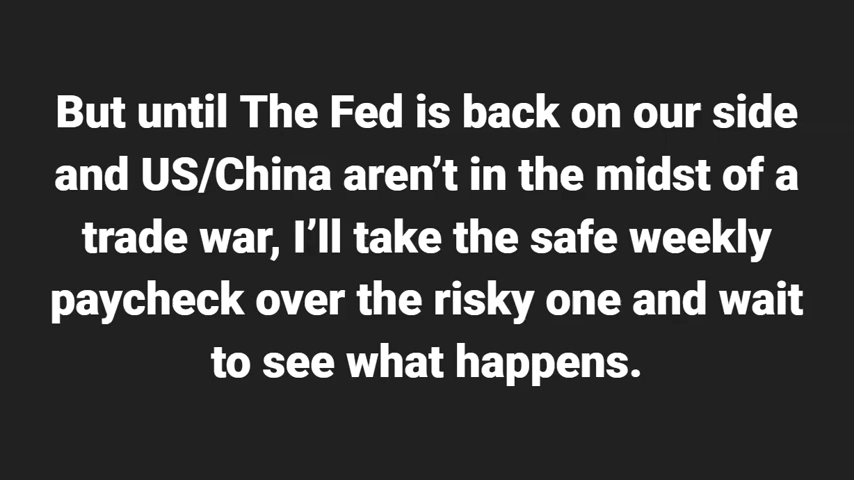 But until The Fed is back on our side
and US/China aren’t in the midst of a
trade war, I’ll take the safe weekly
paycheck over the risky one and wait
to see what happens.